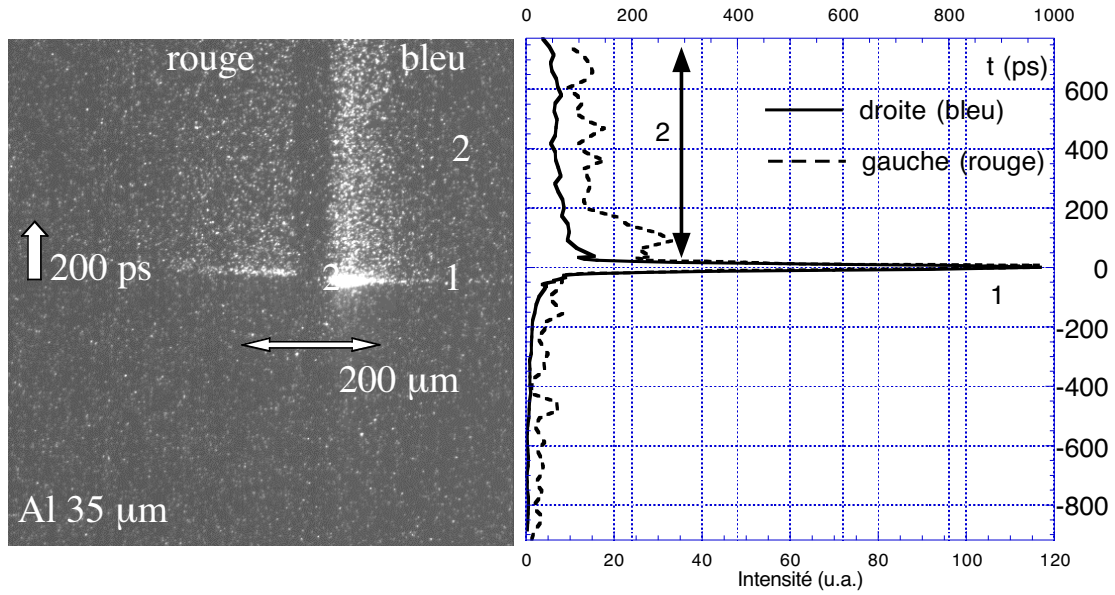 rouge
bleu
2
200 ps
2
1
200 µm
Al 35 µm
0
200
400
600
800
1000
t (ps)
600
droite (bleu)
2
400
gauche (rouge)
200
0
1
-200
-400
-600
-800
0
20
40
60
80
100
120
Intensité (u.a.)